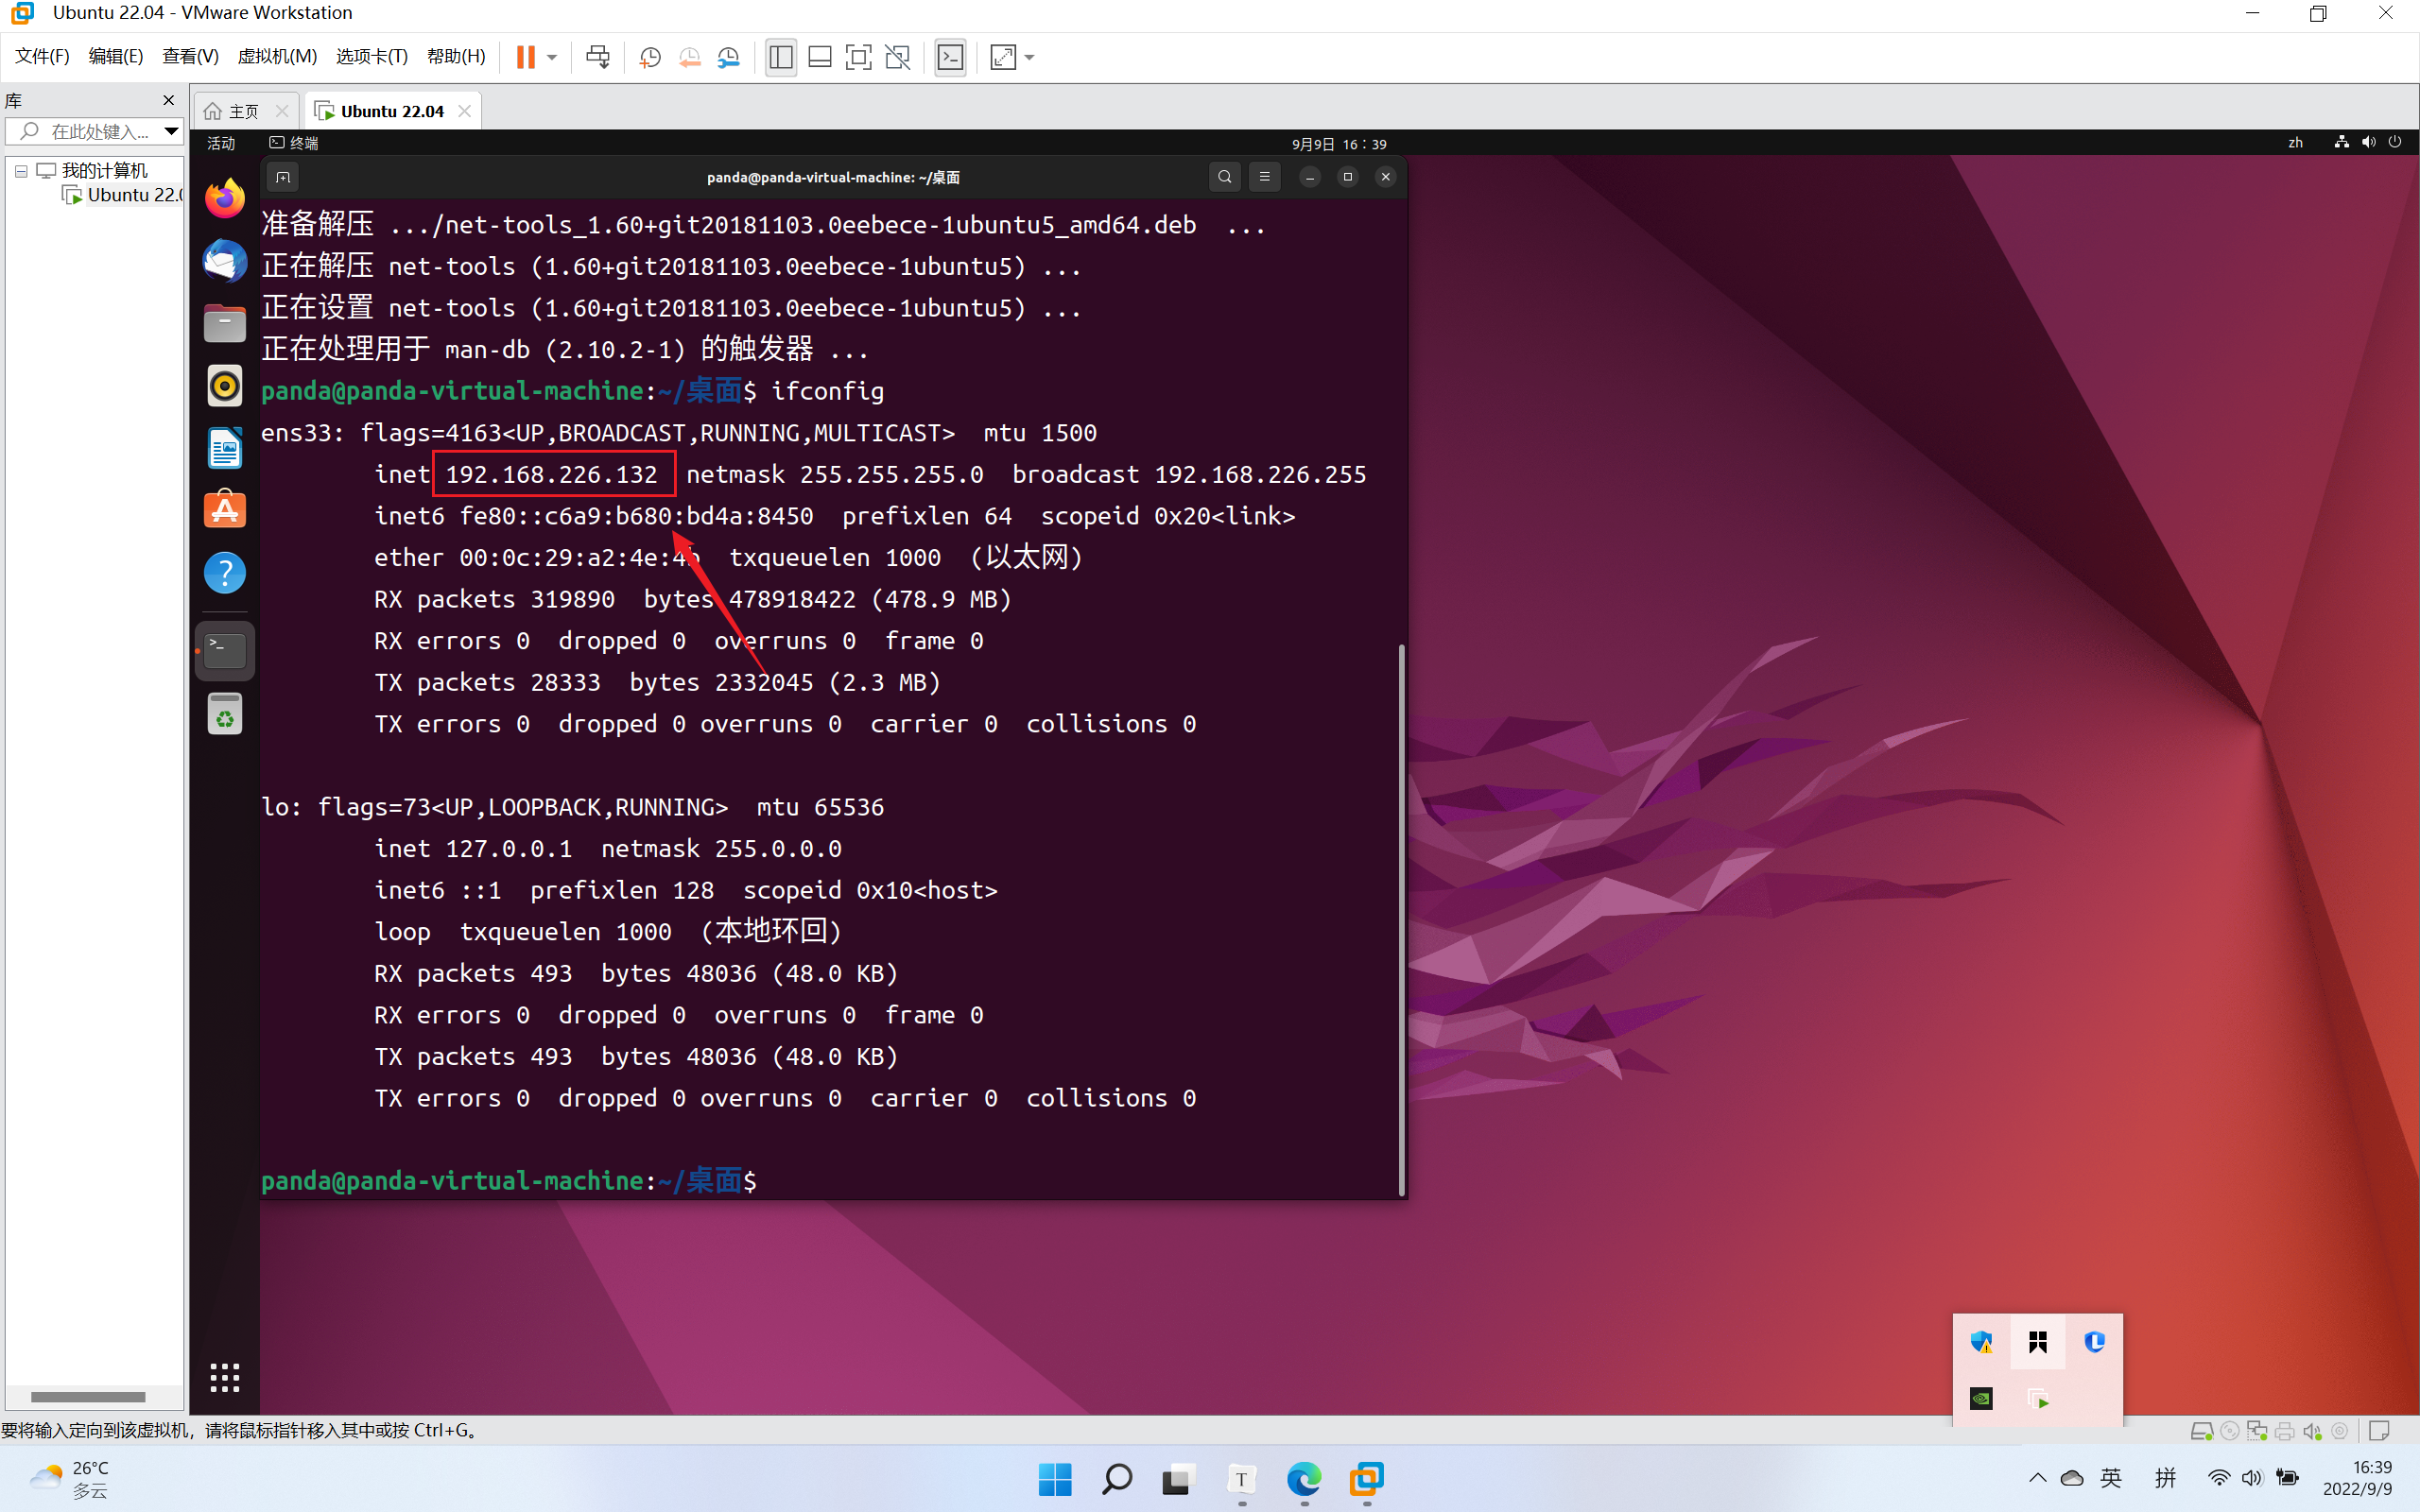 Ubuntu 22.04 - VMware Workstation
文件(F) 编辑(E) 查看(V) 虚拟机(M) 选项卡(T) 帮助(H)
库
在此处键入...
我的计算机
Ubuntu 22.0
主页
Ubuntu 22.04
活动 终端 9月9日 16：39 zh
panda@panda-virtual-machine: ~/桌面
准备解压 .../net-tools_1.60+git20181103.0eebece-1ubuntu5_amd64.deb ...
正在解压 net-tools (1.60+git20181103.0eebece-1ubuntu5) ...
正在设置 net-tools (1.60+git20181103.0eebece-1ubuntu5) ...
正在处理用于 man-db (2.10.2-1) 的触发器 ...
panda@panda-virtual-machine:~/桌面$ ifconfig
ens33: flags=4163<UP,BROADCAST,RUNNING,MULTICAST>  mtu 1500
inet 192.168.226.132 netmask 255.255.255.0 broadcast 192.168.226.255
inet6 fe80::c6a9:b680:bd4a:8450 prefixlen 64 scopeid 0x20<link>
ether 00:0c:29:a2:4e:4b txqueuelen 1000 (以太网)
RX packets 319890 bytes 478918422 (478.9 MB)
RX errors 0 dropped 0 overruns 0 frame 0
TX packets 28333 bytes 2332045 (2.3 MB)
TX errors 0 dropped 0 overruns 0 carrier 0 collisions 0
lo: flags=73<UP,LOOPBACK,RUNNING> mtu 65536
inet 127.0.0.1 netmask 255.0.0.0
inet6 ::1 prefixlen 128 scopeid 0x10<host>
loop txqueuelen 1000 (本地环回)
RX packets 493 bytes 48036 (48.0 KB)
RX errors 0 dropped 0 overruns 0 frame 0
TX packets 493 bytes 48036 (48.0 KB)
TX errors 0 dropped 0 overruns 0 carrier 0 collisions 0
panda@panda-virtual-machine:~/桌面$
要将输入定向到该虚拟机，请将鼠标指针移入其中或按 Ctrl+G。
26°C
多云
T
英 拼
16:39
2022/9/9